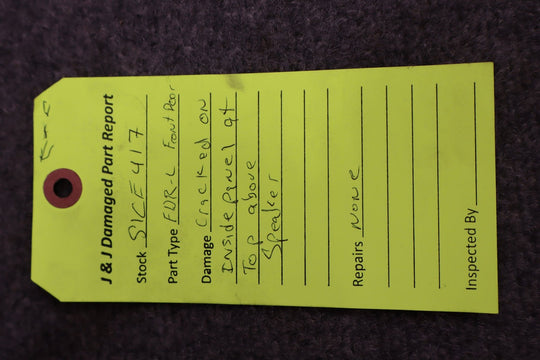 J & J Damaged Part Report
Stock SICE417
Part Type FDR-L Front Door
Damage Cracked on
Inside panel at
Top above
Speaker
Repairs None
Inspected By